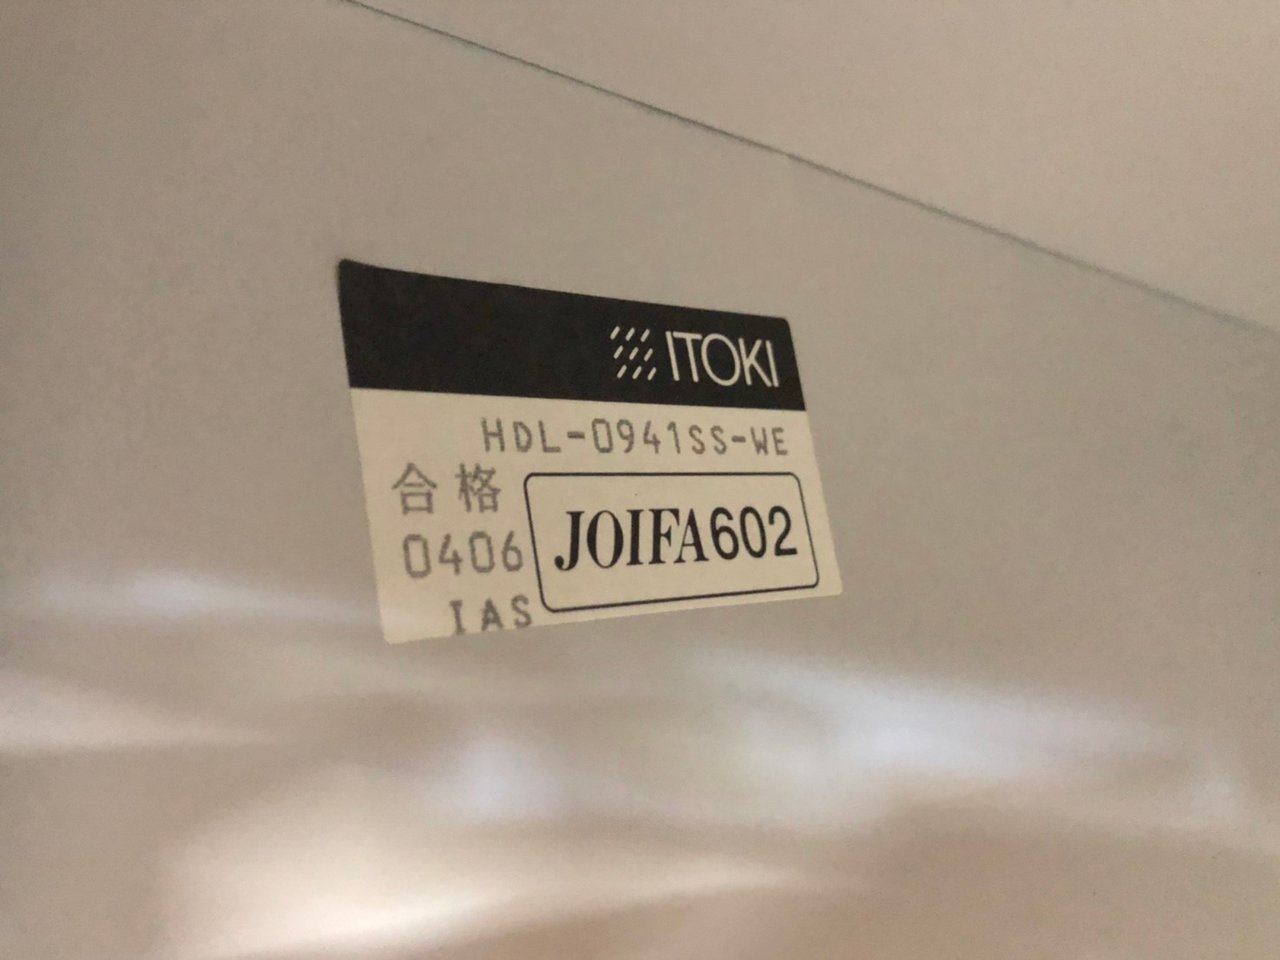 ITOKI
HDL-0941SS-WE
合格
0406
IAS
JOIFA602